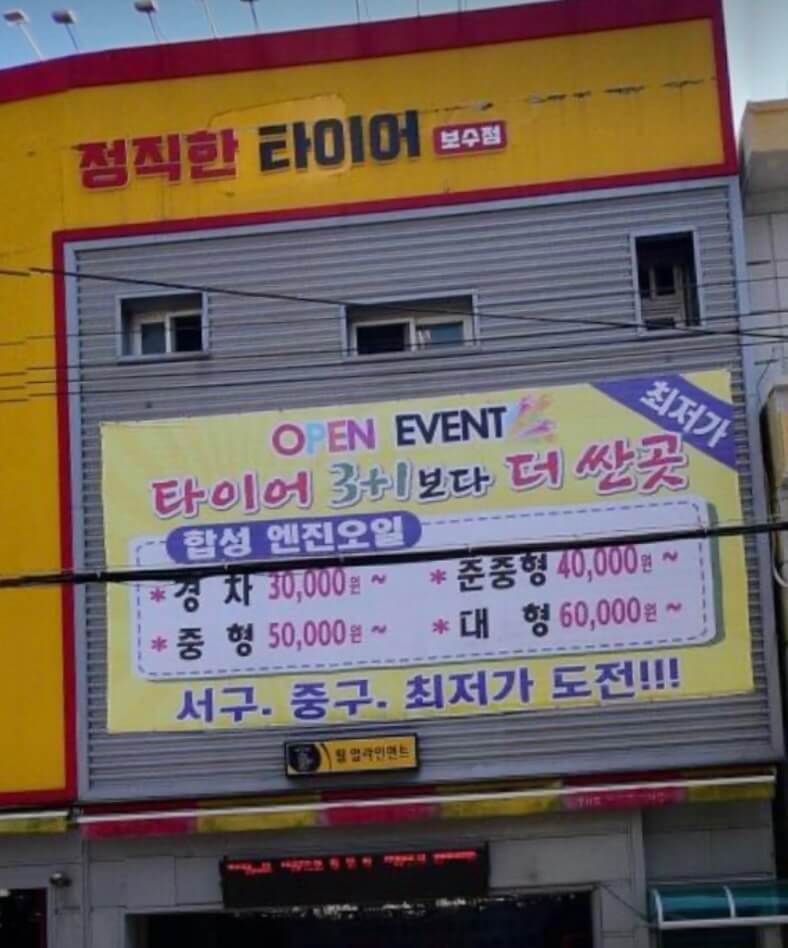 정직한 타이어 보수점
OPEN EVENT
최저가
타이어 3+1보다 더 싼곳
합성 엔진오일
*경 차 30,000원~ *준중형 40,000원~
*중 형 50,000원~ *대 형 60,000원~
서구. 중구. 최저가 도전!!!
휠 얼라인먼트